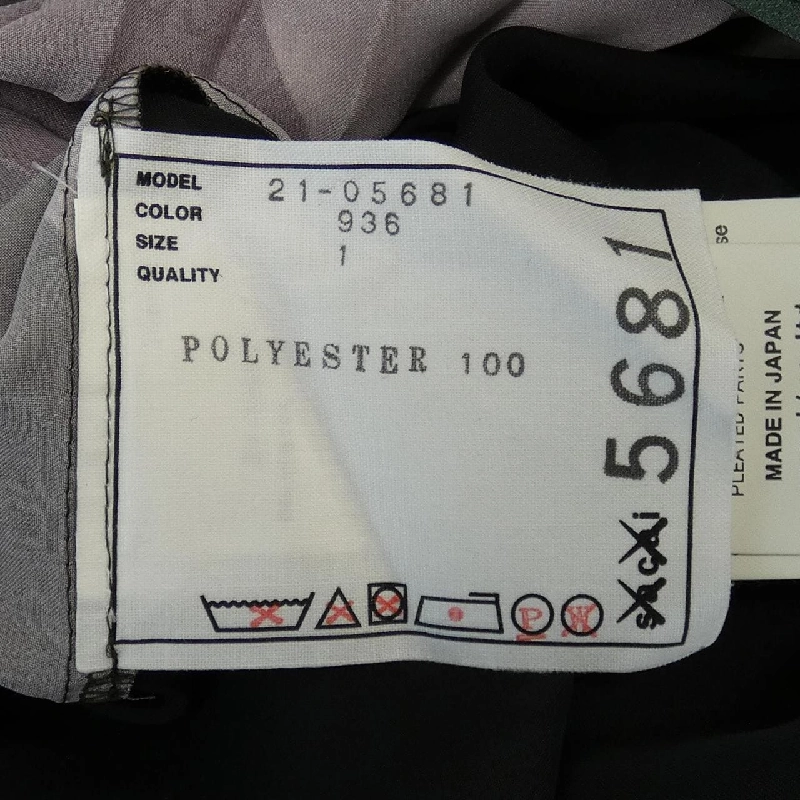 MODEL 21-05681
COLOR 936
SIZE 1
QUALITY
POLYESTER 100
P
W
sacai 5681
se
PLEATED PARTS
MADE IN JAPAN